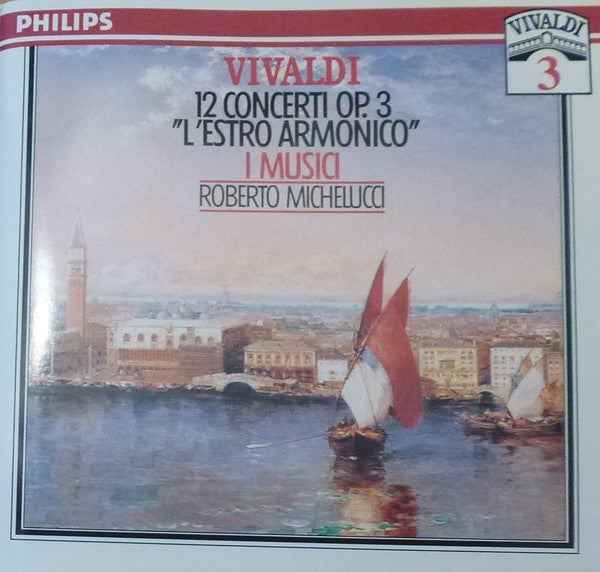 PHILIPS
VIVALDI
3
VIVALDI
12 CONCERTI OP. 3
"L'ESTRO ARMONICO"
I MUSICI
ROBERTO MICHELUCCI